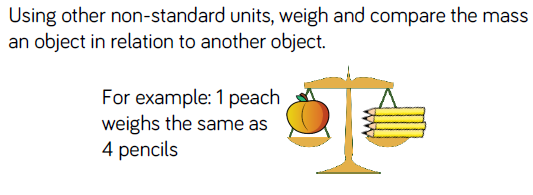 Using other non-standard units, weigh and compare the mass
an object in relation to another object.
For example: 1 peach
weighs the same as
4 pencils